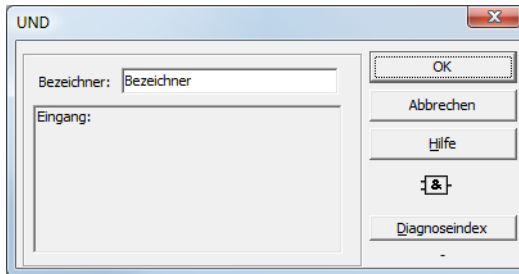 UND
Bezeichner: Bezeichner
Eingang:
OK
Abbrechen
Hilfe
&
Diagnoseindex
-